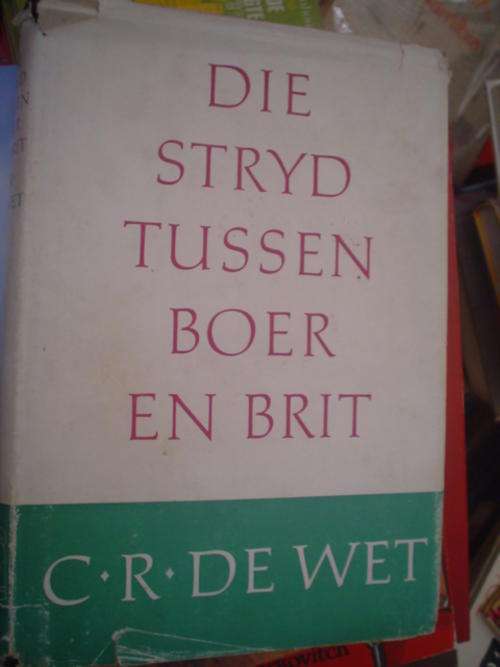 DIE
STRYD
TUSSEN
BOER
EN BRIT
C·R·DE WET